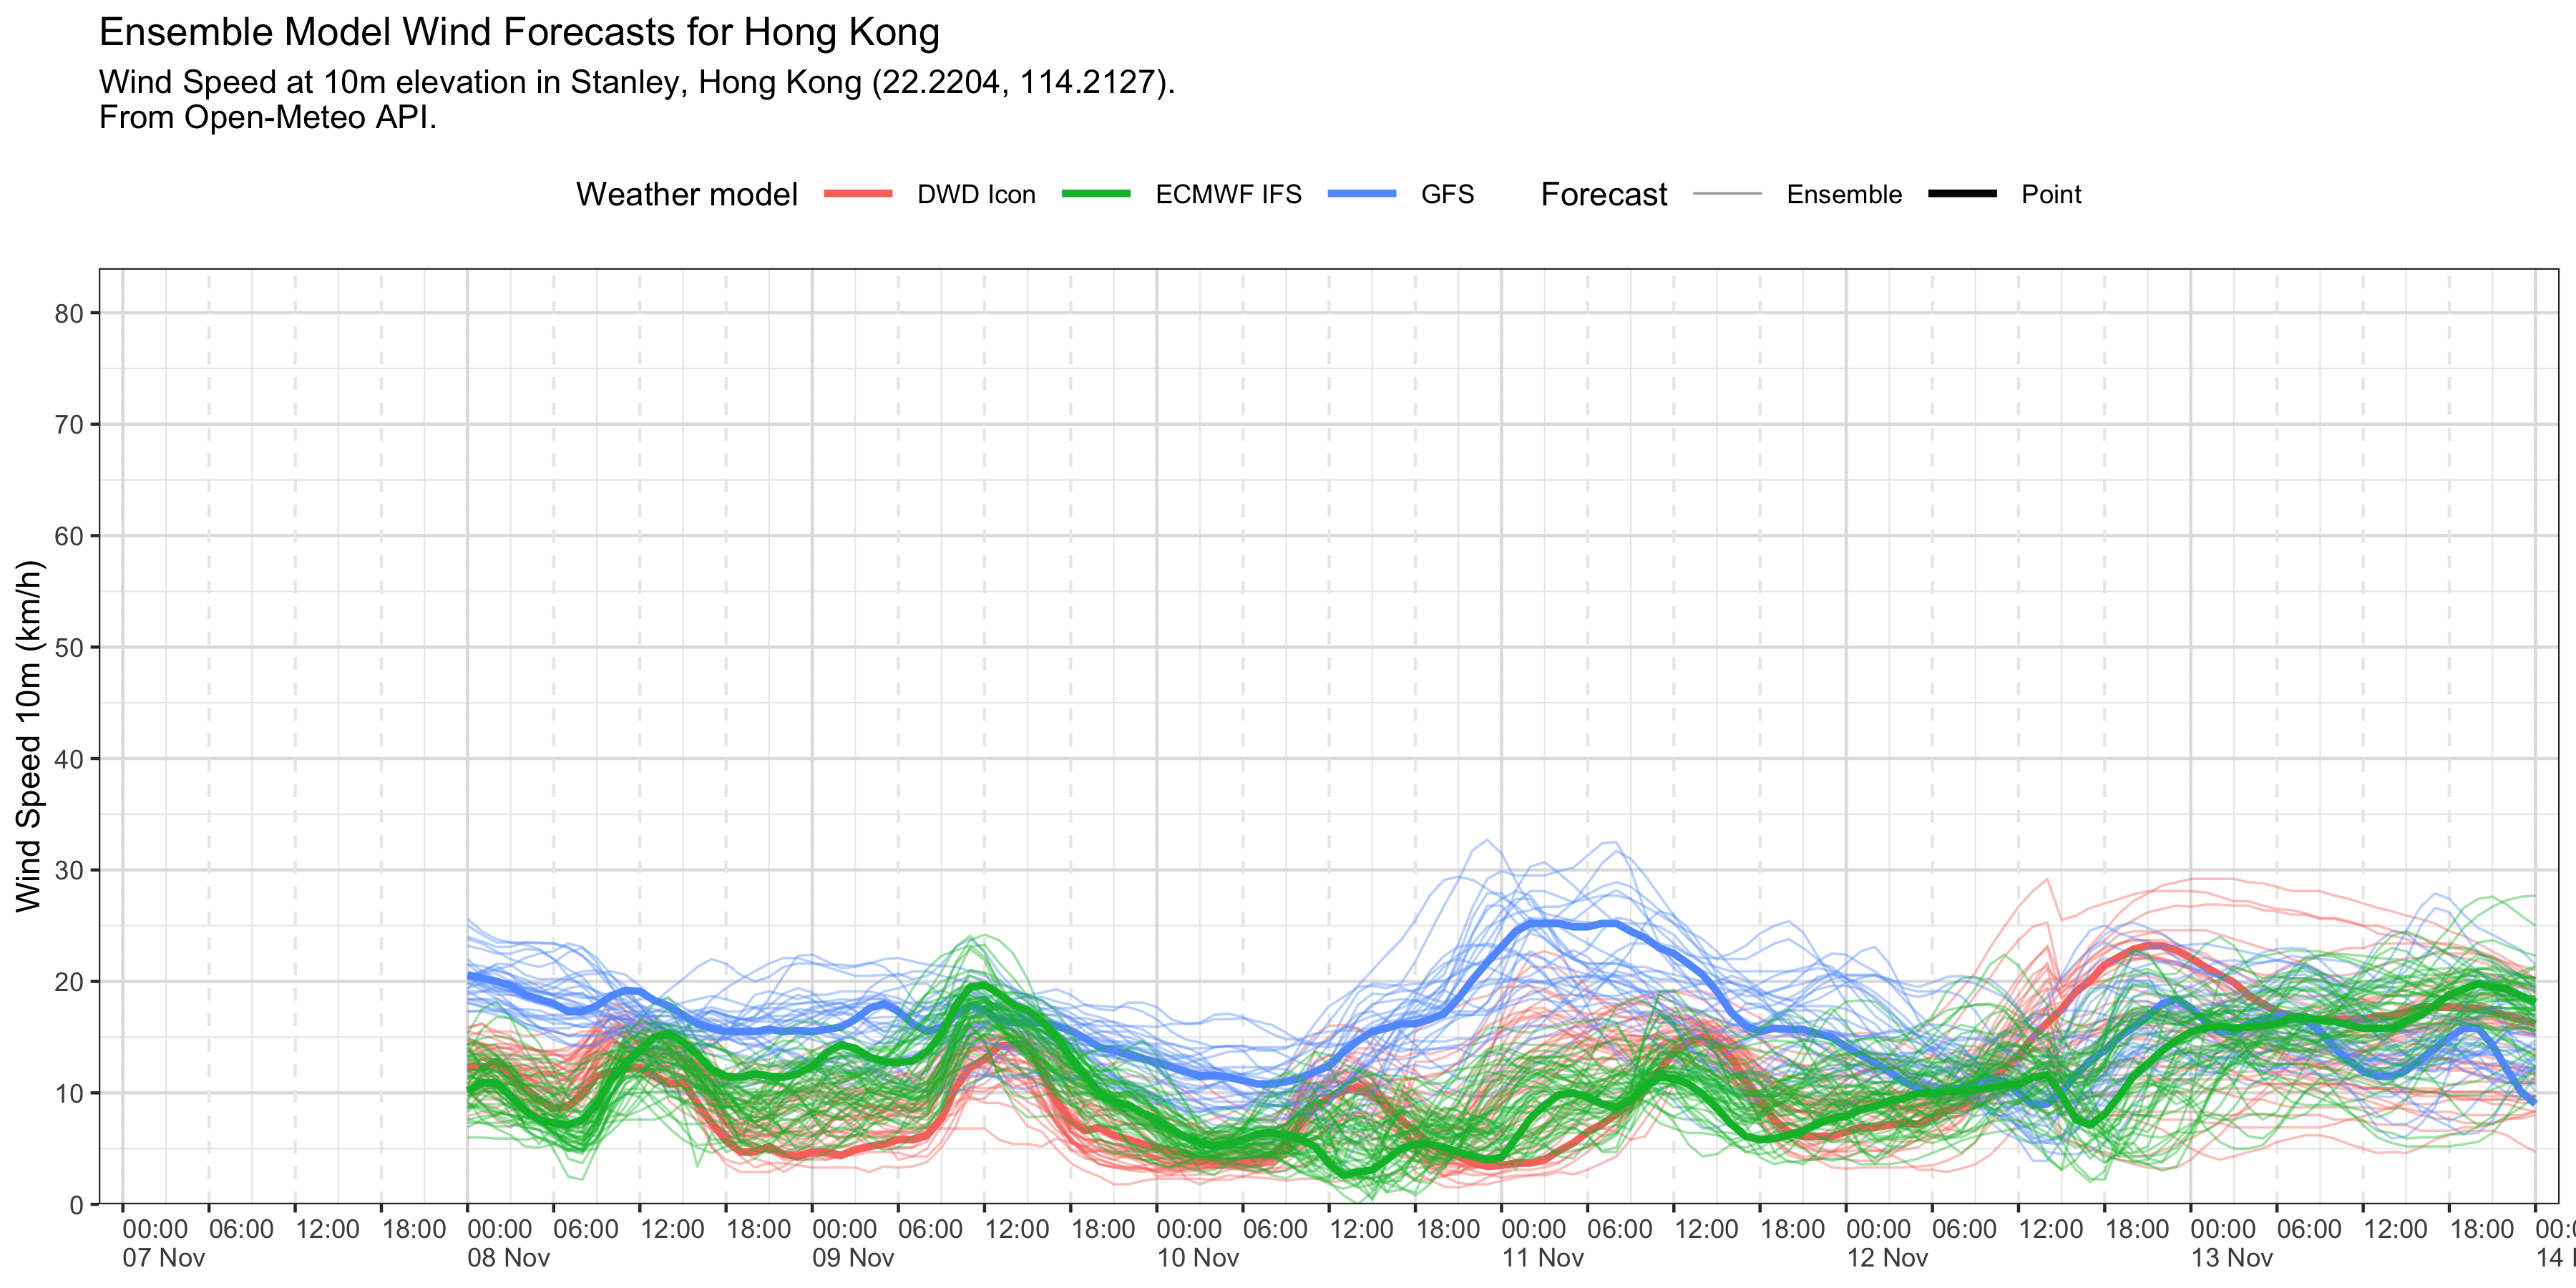 Ensemble Model Wind Forecasts for Hong Kong
Wind Speed at 10m elevation in Stanley, Hong Kong (22.2204, 114.2127).
From Open-Meteo API.
Weather model DWD Icon ECMWF IFS GFS Forecast Ensemble Point
Wind Speed 10m (km/h)
80
70
60
50
40
30
20
10
0
00:00 06:00 12:00 18:00 00:00 06:00 12:00 18:00 00:00 06:00 12:00 18:00 00:00 06:00 12:00 18:00 00:00 06:00 12:00 18:00 00:00 06:00 12:00 18:00 00:00 06:00 12:00 18:00
07 Nov 08 Nov 09 Nov 10 Nov 11 Nov 12 Nov 13 Nov 14